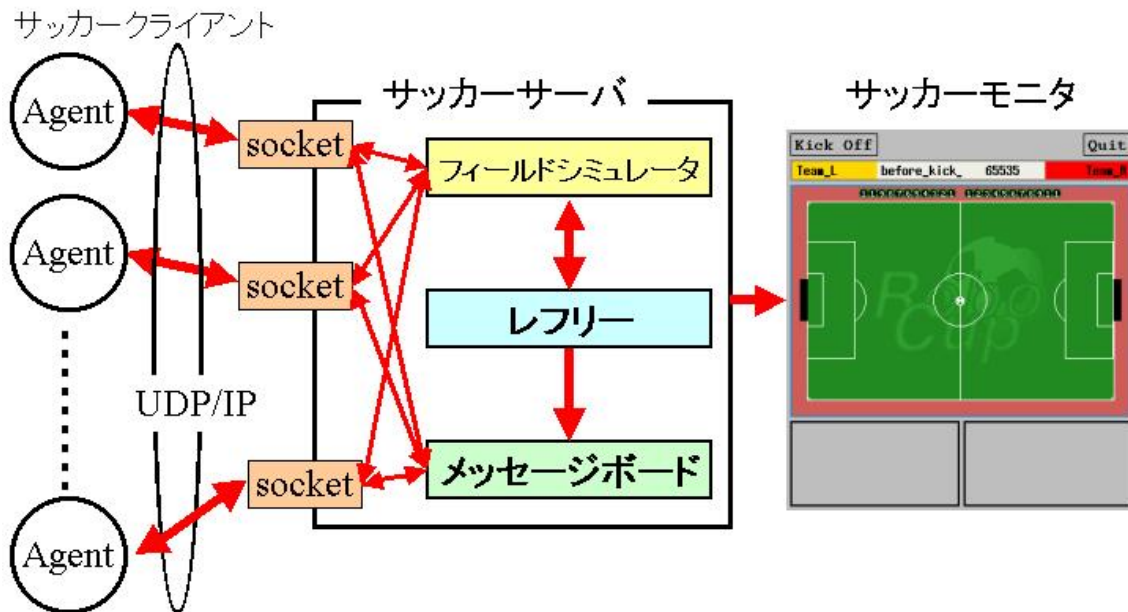 サッカークライアント
Agent
Agent
Agent
UDP/IP
socket
socket
socket
サッカーサーバ
フィールドシミュレータ
レフリー
メッセージボード
サッカーモニタ
Kick Off
Quit
Team_L
before_kick_
65535
Team_R
Robo
Cup